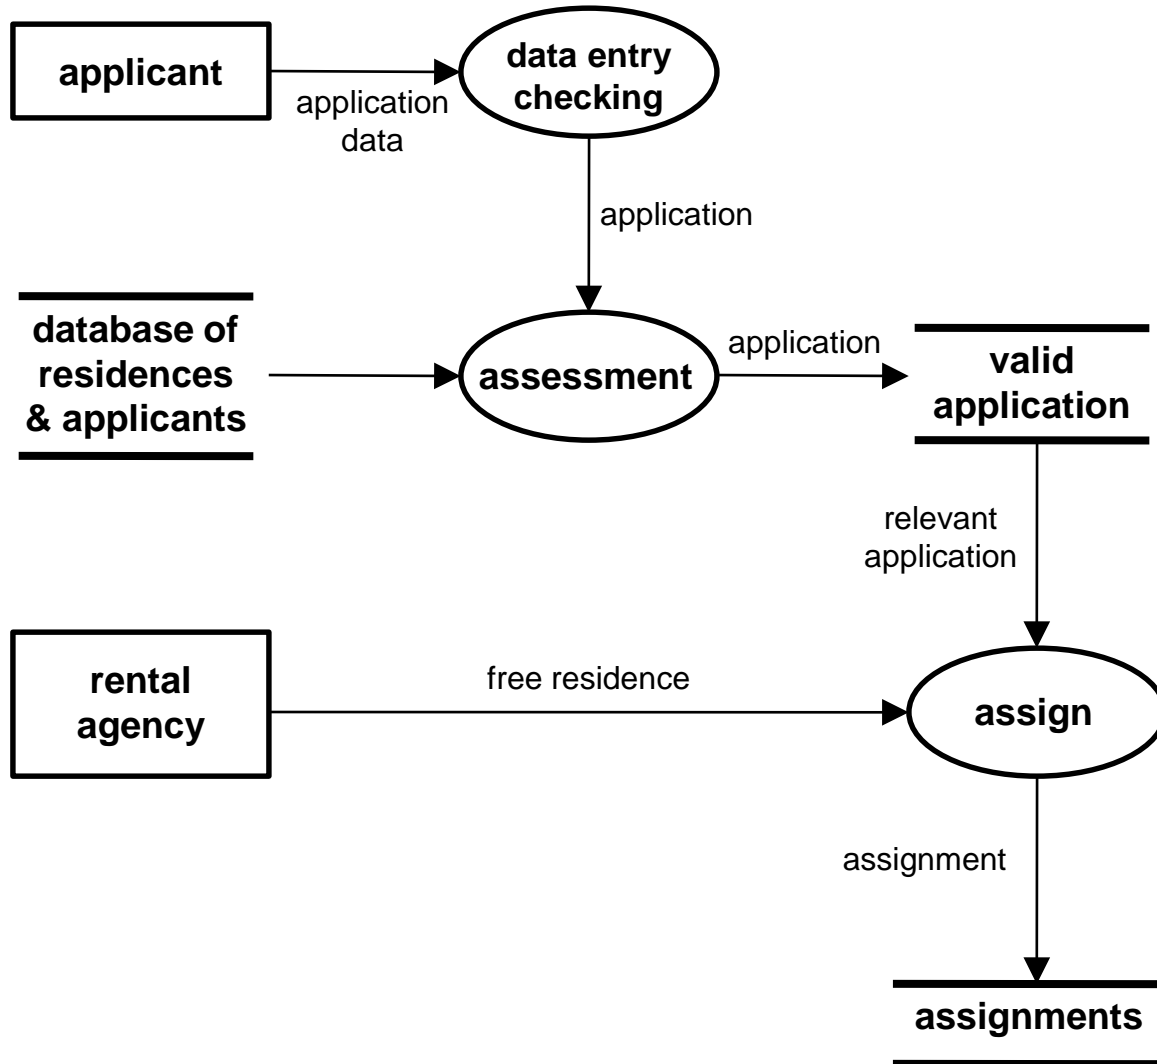 applicant
application
data
data entry
checking
application
database of
residences
& applicants
assessment
application
valid
application
relevant
application
rental
agency
free residence
assign
assignment
assignments